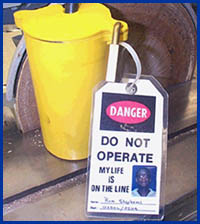 DANGER
DO NOT
OPERATE
MY LIFE
IS
ON THE LINE